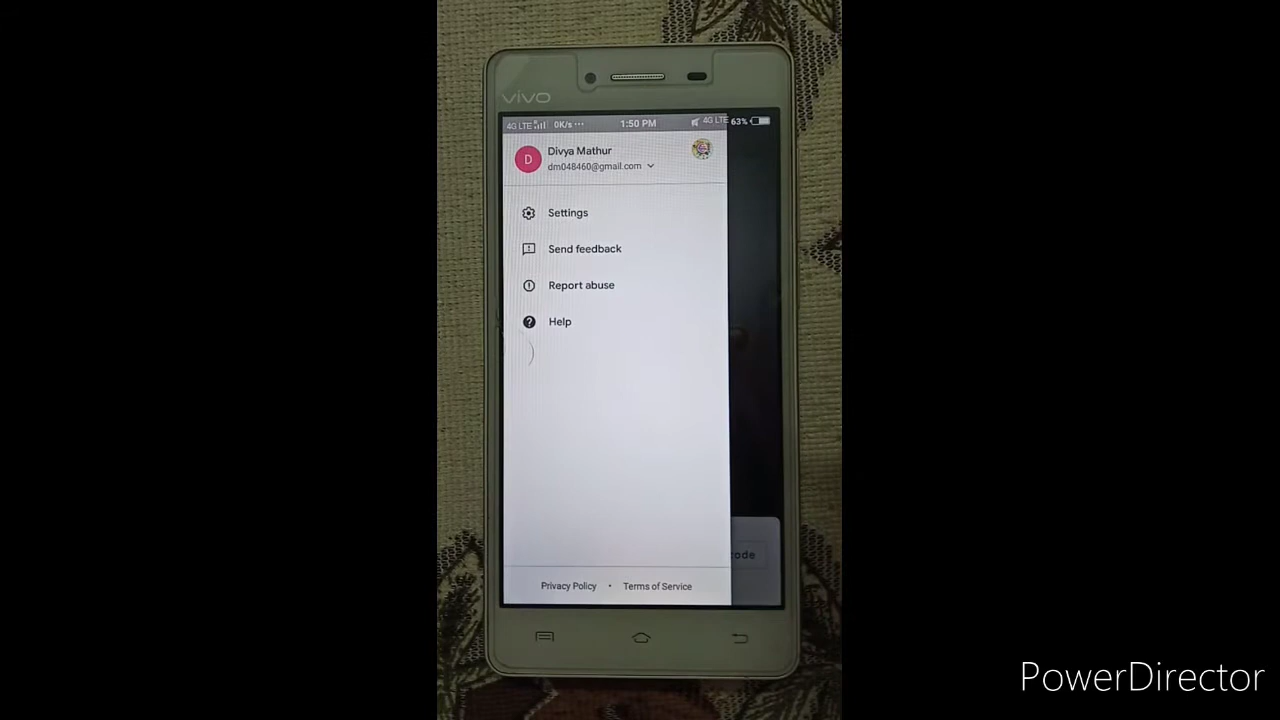 vivo
4G LTE 0K/s ··· 1:50 PM 4G LTE 63%
D
Divya Mathur
dm048460@gmail.com
Settings
Send feedback
Report abuse
Help
code
Privacy Policy • Terms of Service
PowerDirector